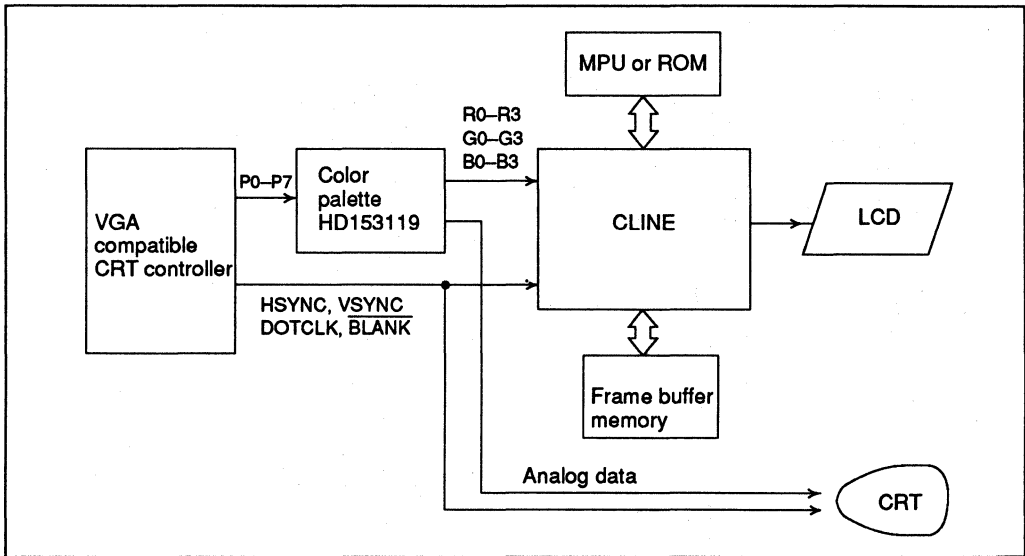 MPU or ROM
R0–R3
G0–G3
B0–B3
P0–P7
Color
palette
HD153119
VGA
compatible
CRT controller
CLINE
LCD
HSYNC, VSYNC
DOTCLK, BLANK
Frame buffer
memory
Analog data
CRT